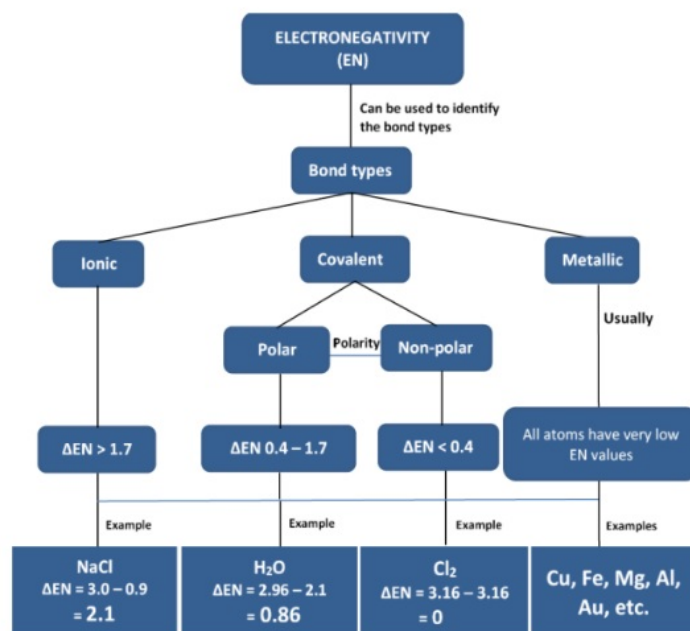 ELECTRONEGATIVITY
(EN)
Can be used to identify
the bond types
Bond types
Ionic
Covalent
Metallic
Usually
Polar
Polarity
Non-polar
ΔEN > 1.7
ΔEN 0.4 – 1.7
ΔEN < 0.4
All atoms have very low
EN values
Example
Example
Example
Examples
NaCl
ΔEN = 3.0 – 0.9
= 2.1
H₂O
ΔEN = 2.96 – 2.1
= 0.86
Cl₂
ΔEN = 3.16 – 3.16
= 0
Cu, Fe, Mg, Al,
Au, etc.